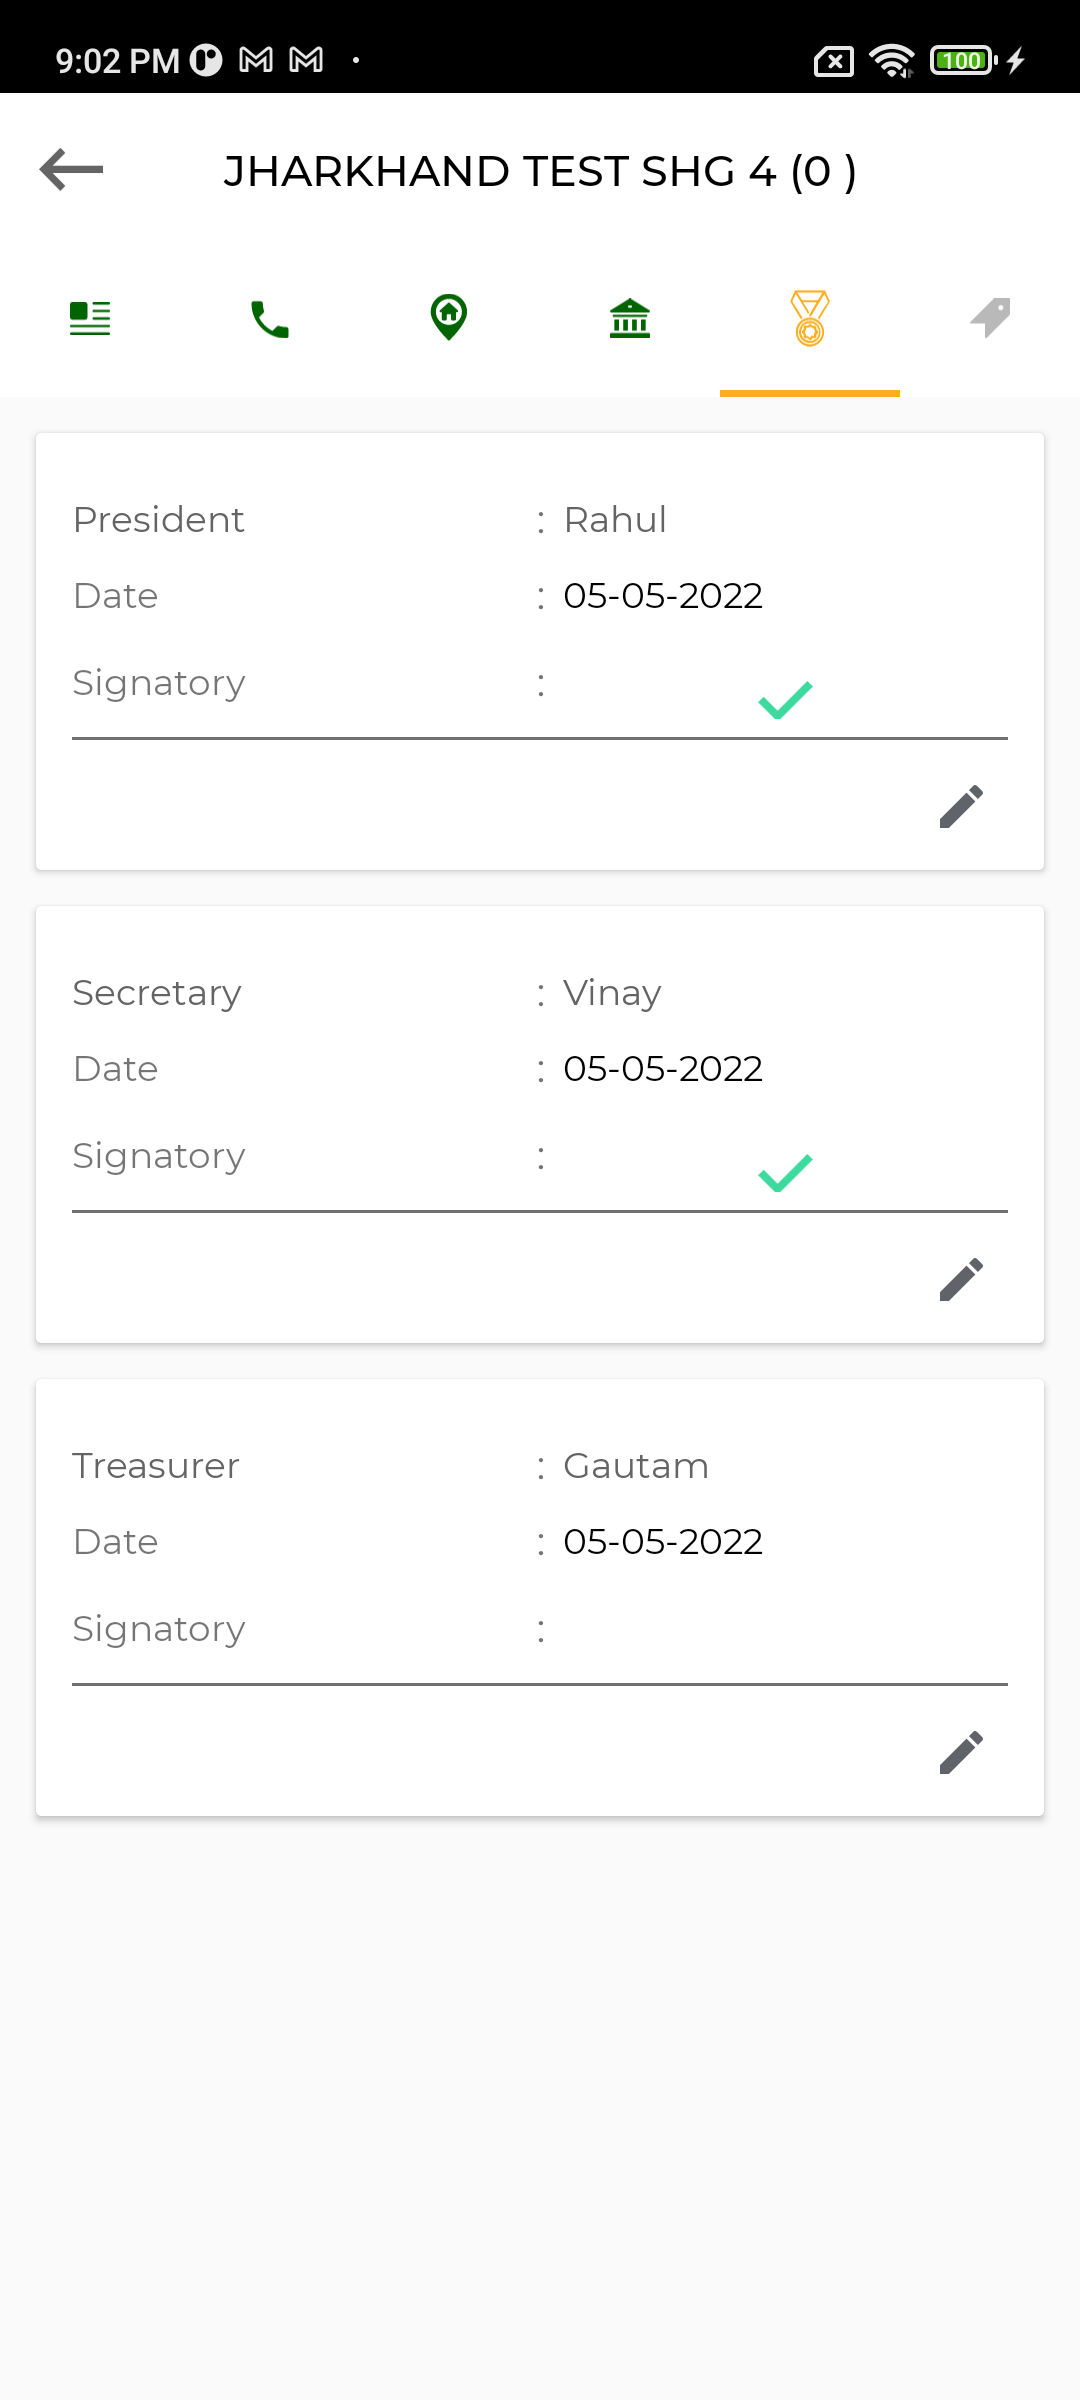 9:02 PM
100
JHARKHAND TEST SHG 4 (0 )
President : Rahul
Date : 05-05-2022
Signatory :
Secretary : Vinay
Date : 05-05-2022
Signatory :
Treasurer : Gautam
Date : 05-05-2022
Signatory :